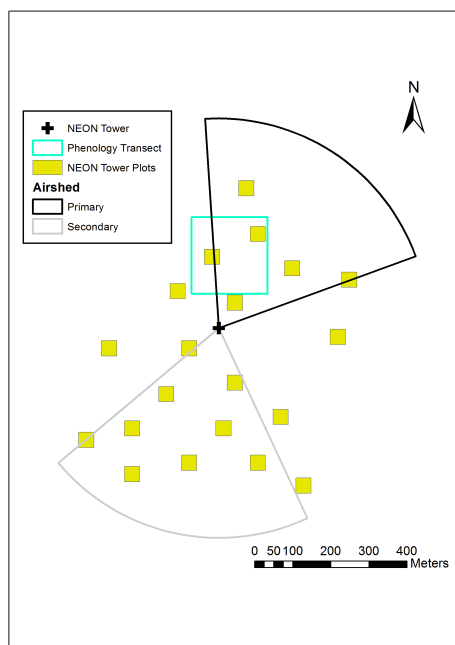 N
NEON Tower
Phenology Transect
NEON Tower Plots
Airshed
Primary
Secondary
0 50 100 200 300 400
Meters